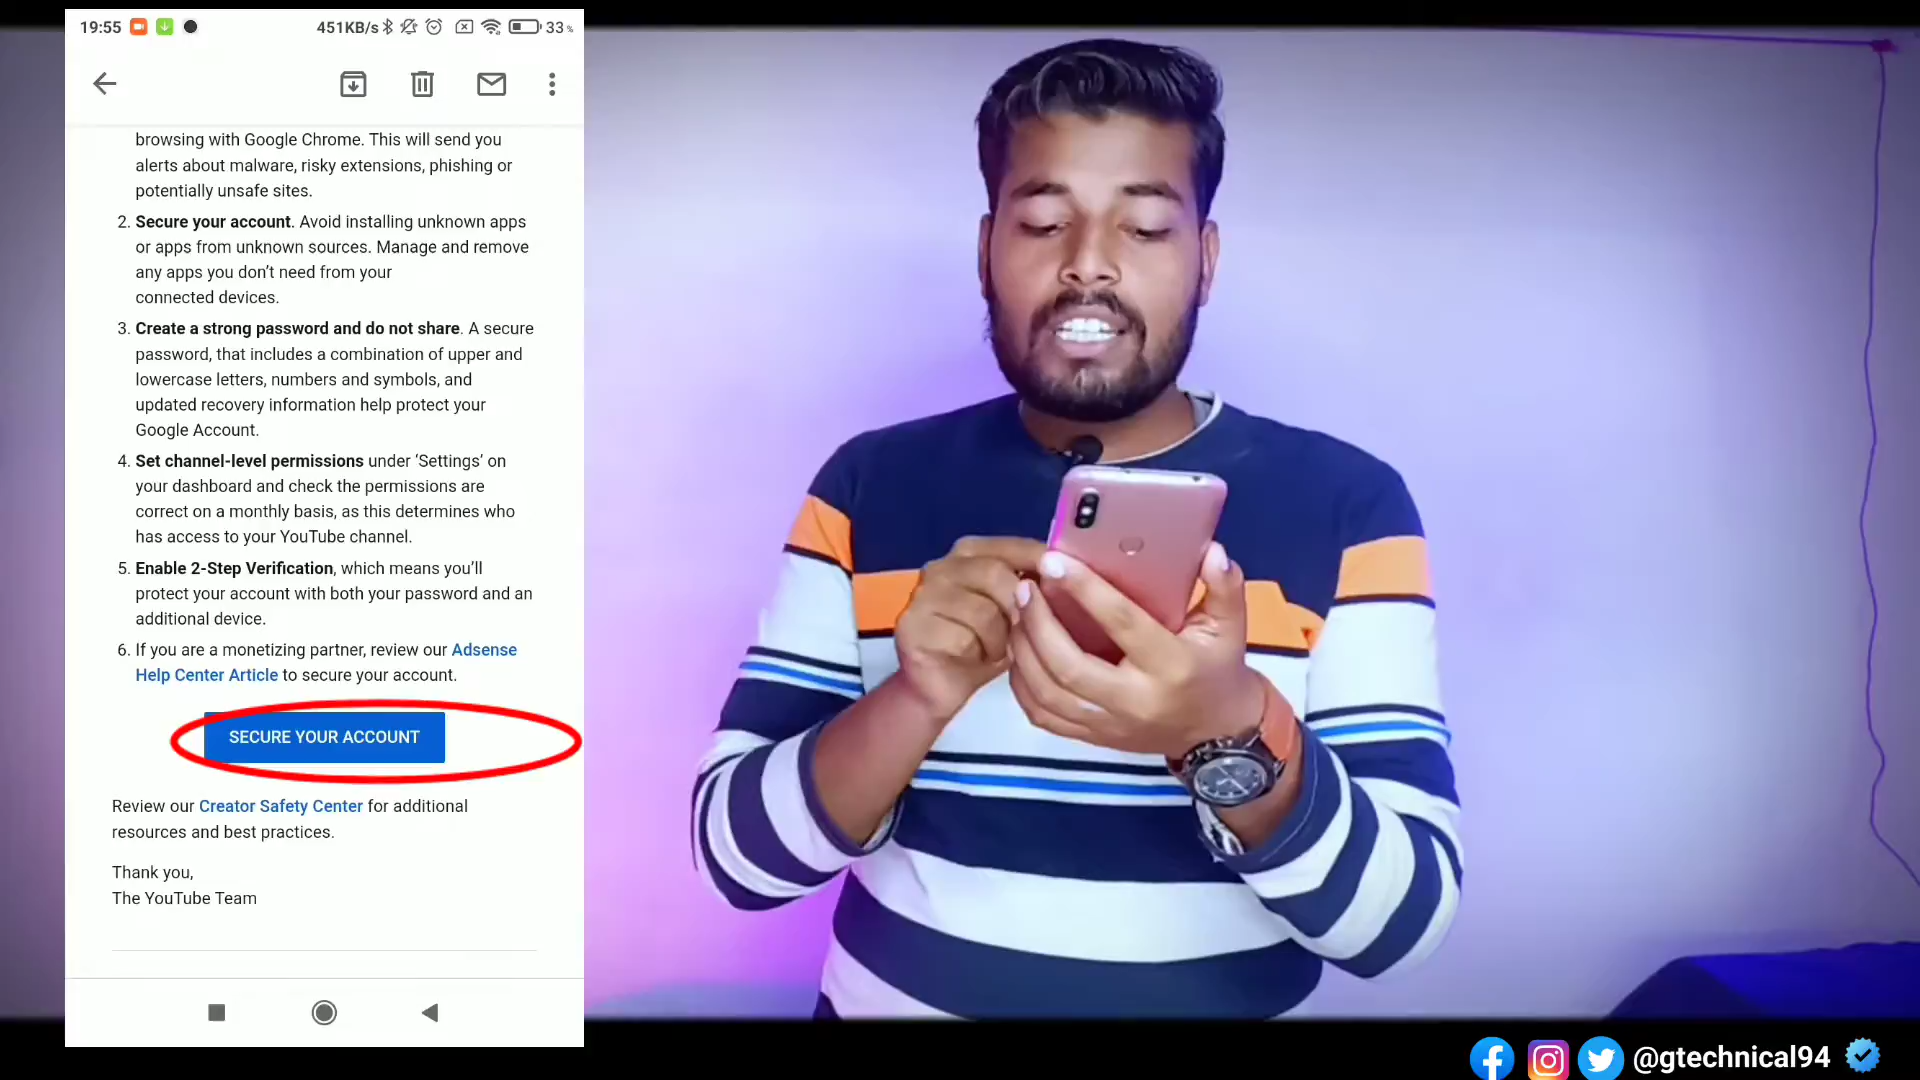 19:55
451KB/s
33%
browsing with Google Chrome. This will send you
alerts about malware, risky extensions, phishing or
potentially unsafe sites.
2. Secure your account. Avoid installing unknown apps
or apps from unknown sources. Manage and remove
any apps you don’t need from your
connected devices.
3. Create a strong password and do not share. A secure
password, that includes a combination of upper and
lowercase letters, numbers and symbols, and
updated recovery information help protect your
Google Account.
4. Set channel-level permissions under ‘Settings’ on
your dashboard and check the permissions are
correct on a monthly basis, as this determines who
has access to your YouTube channel.
5. Enable 2-Step Verification, which means you’ll
protect your account with both your password and an
additional device.
6. If you are a monetizing partner, review our Adsense
Help Center Article to secure your account.
SECURE YOUR ACCOUNT
Review our Creator Safety Center for additional
resources and best practices.
Thank you,
The YouTube Team
@gtechnical94